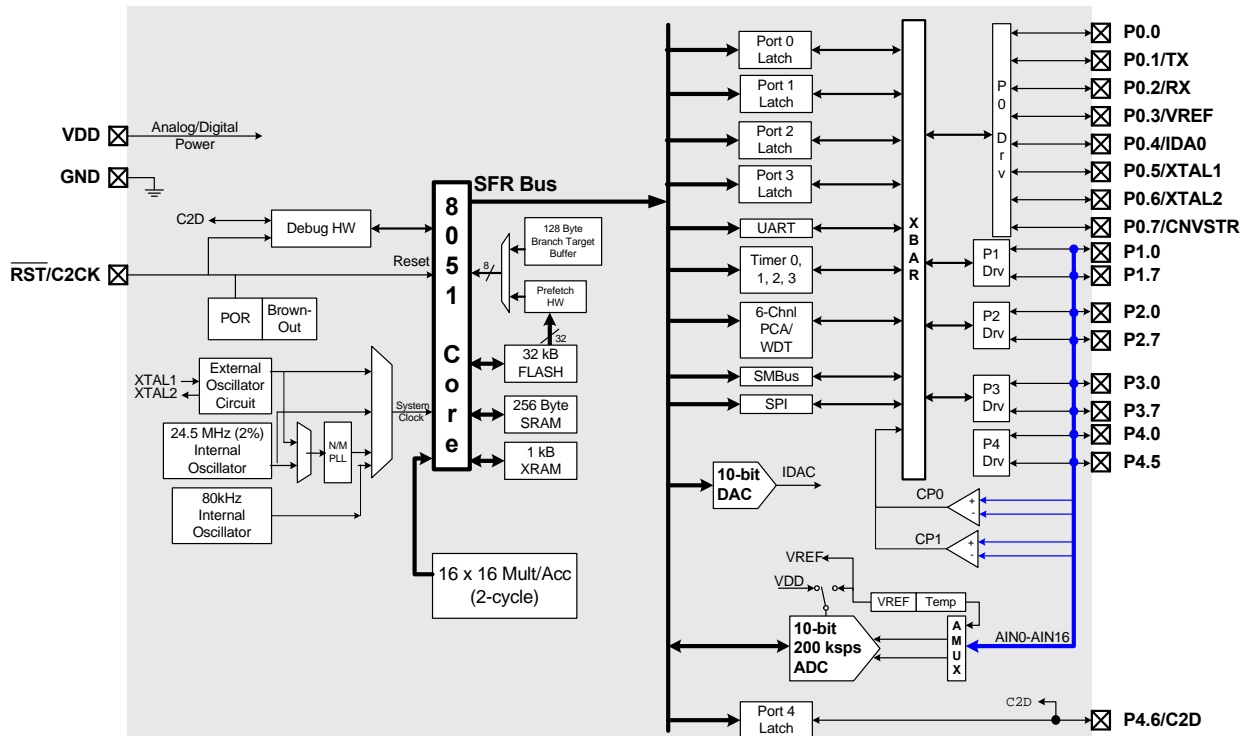 VDD
Analog/Digital
Power
GND
C2D
Debug HW
RST/C2CK
Reset
POR
Brown-
Out
XTAL1
XTAL2
External
Oscillator
Circuit
24.5 MHz (2%)
Internal
Oscillator
N/M
PLL
80kHz
Internal
Oscillator
System
Clock
8051 Core
SFR Bus
128 Byte
Branch Target
Buffer
8
Prefetch
HW
32
32 kB
FLASH
256 Byte
SRAM
1 kB
XRAM
16 x 16 Mult/Acc
(2-cycle)
Port 0
Latch
Port 1
Latch
Port 2
Latch
Port 3
Latch
UART
Timer 0,
1, 2, 3
6-Chnl
PCA/
WDT
SMBus
SPI
10-bit
DAC
IDAC
XBAR
P0 Drv
P1
Drv
P2
Drv
P3
Drv
P4
Drv
CP0
+
-
CP1
+
-
VREF
VDD
VREF
Temp
10-bit
200 ksps
ADC
AMUX
AIN0-AIN16
Port 4
Latch
C2D
P0.0
P0.1/TX
P0.2/RX
P0.3/VREF
P0.4/IDA0
P0.5/XTAL1
P0.6/XTAL2
P0.7/CNVSTR
P1.0
P1.7
P2.0
P2.7
P3.0
P3.7
P4.0
P4.5
P4.6/C2D